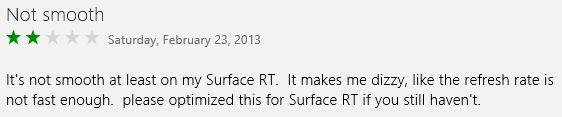 Not smooth
Saturday, February 23, 2013
It's not smooth at least on my Surface RT.  It makes me dizzy, like the refresh rate is
not fast enough.  please optimized this for Surface RT if you still haven't.